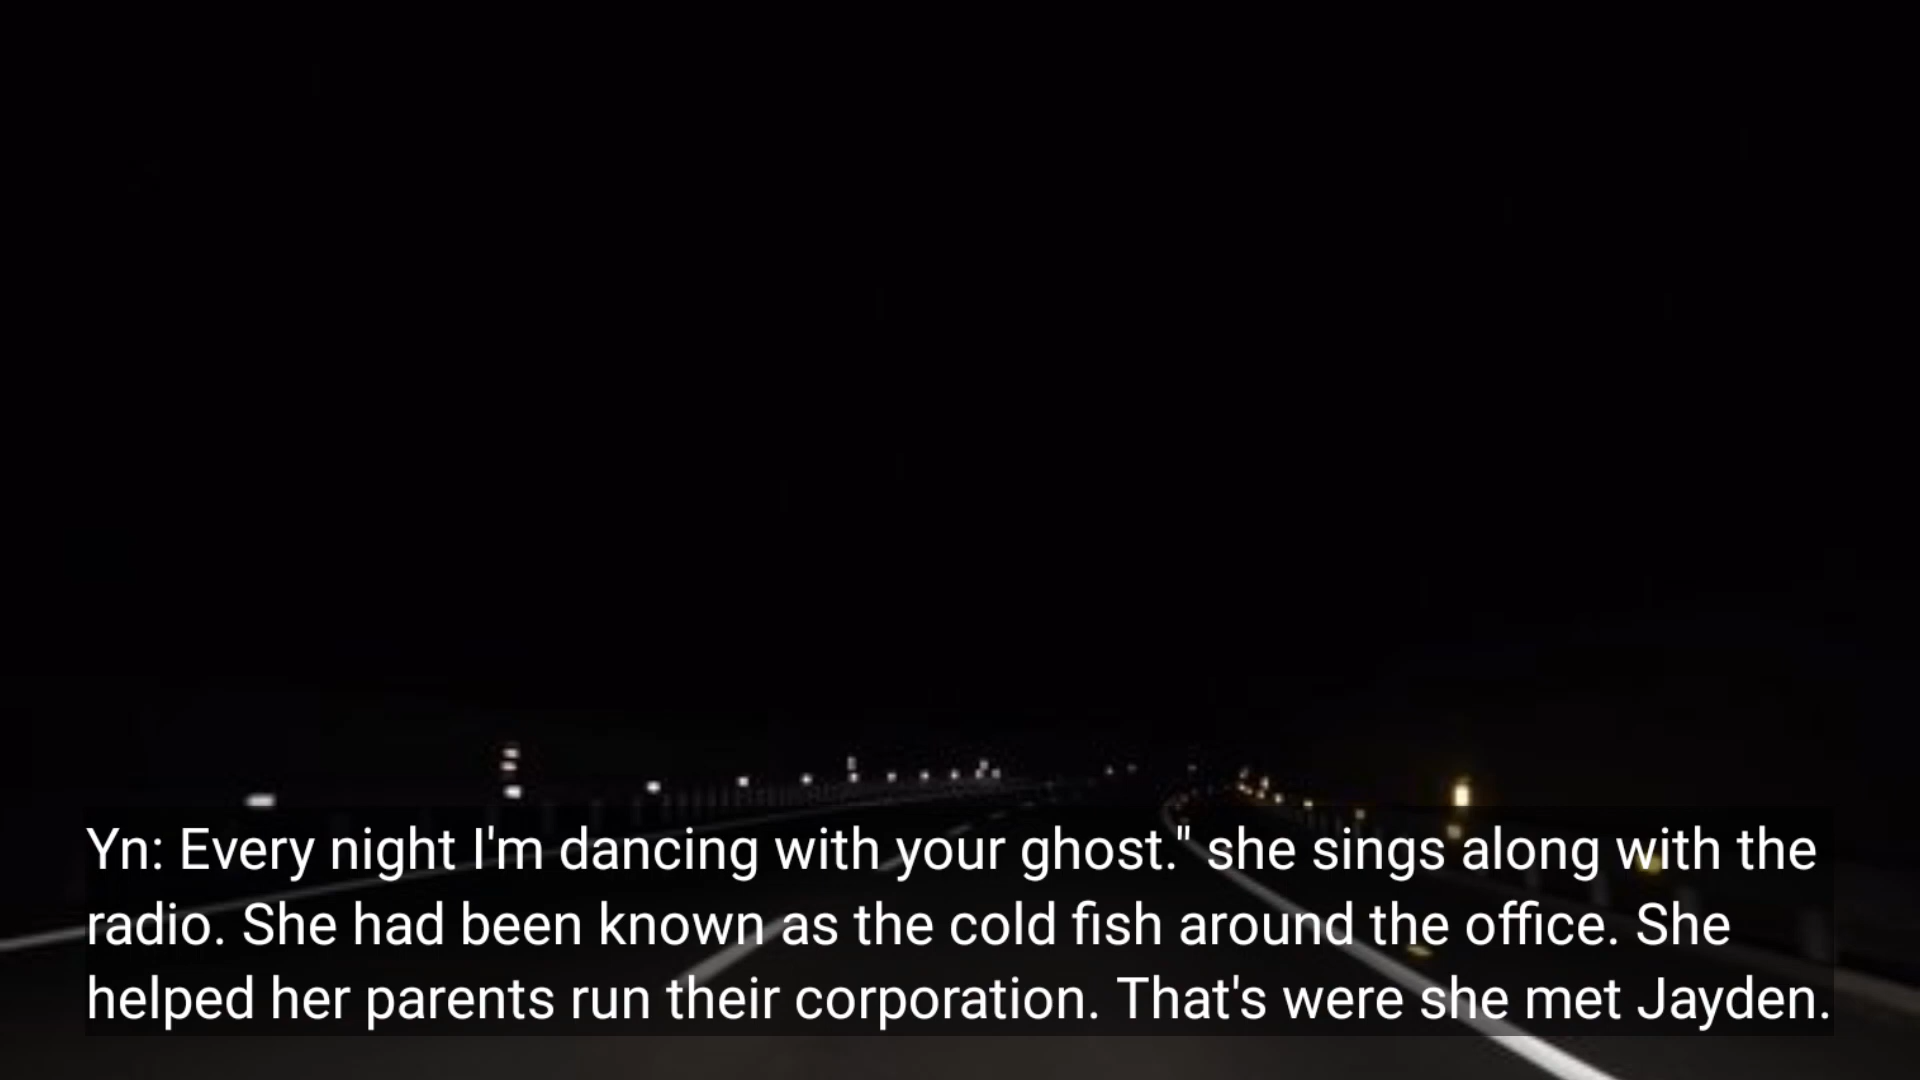 Yn: Every night I'm dancing with your ghost." she sings along with the
radio. She had been known as the cold fish around the office. She
helped her parents run their corporation. That's were she met Jayden.